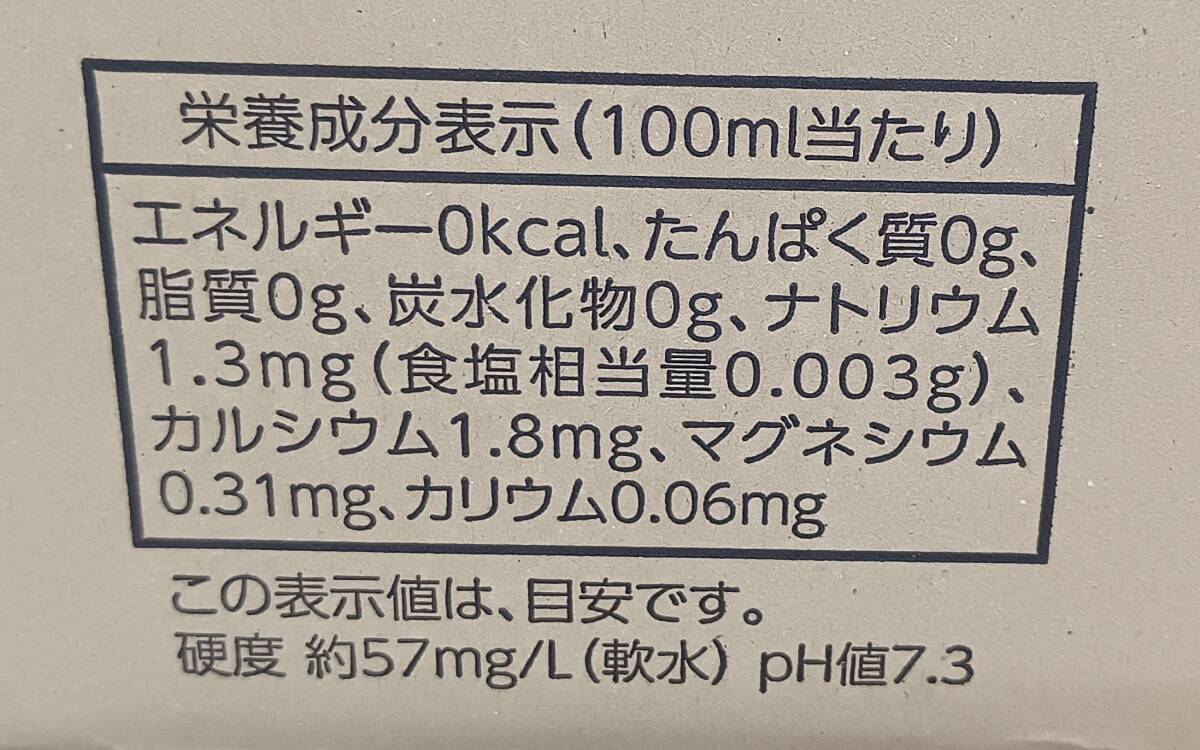 栄養成分表示(100ml当たり)
エネルギー0kcal、たんぱく質0g、
脂質0g、炭水化物0g、ナトリウム
1.3mg(食塩相当量0.003g)、
カルシウム1.8mg、マグネシウム
0.31mg、カリウム0.06mg
この表示値は、目安です。
硬度 約57mg/L(軟水) pH値7.3